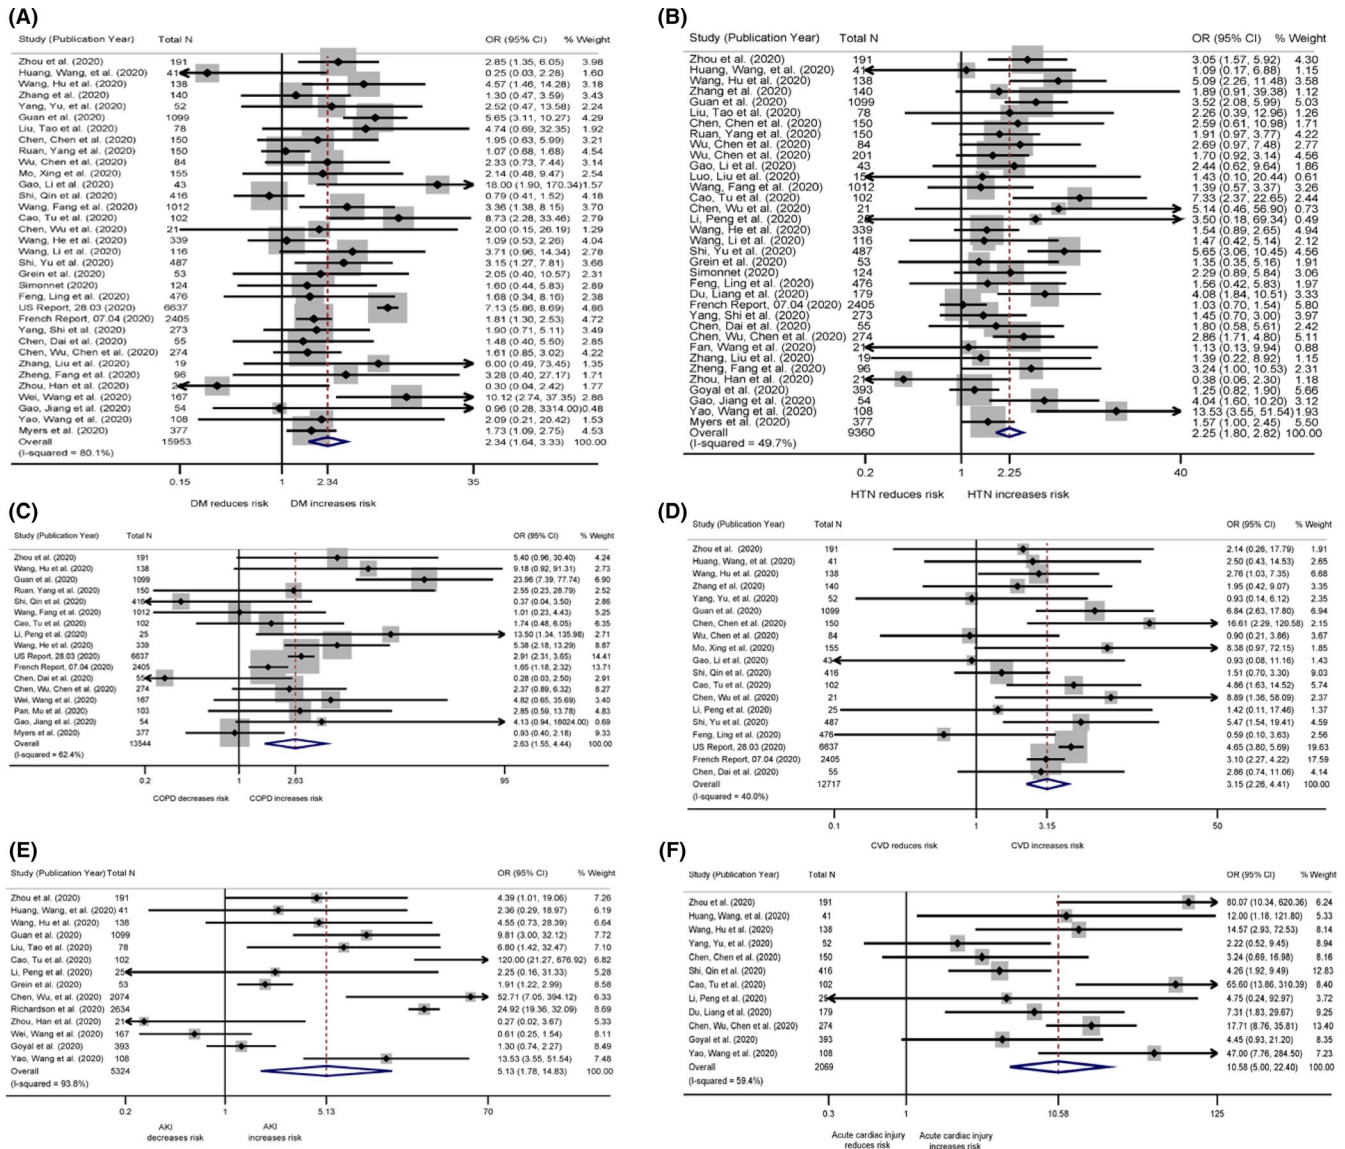 (A)
Study (Publication Year) Total N OR (95% CI) % Weight
Zhou et al. (2020) 191 2.85 (1.35, 6.05) 3.98
Huang, Wang, et al. (2020) 41 0.25 (0.03, 2.28) 1.60
Wang, Hu et al. (2020) 138 4.57 (1.46, 14.28) 3.18
Zhang et al. (2020) 140 1.30 (0.47, 3.59) 3.43
Yang, Yu, et al. (2020) 52 2.52 (0.47, 13.58) 2.24
Guan et al. (2020) 1099 5.65 (3.11, 10.27) 4.29
Liu, Tao et al. (2020) 78 4.74 (0.69, 32.35) 1.92
Chen, Chen et al. (2020) 150 1.95 (0.63, 5.99) 3.21
Ruan, Yang et al. (2020) 150 1.07 (0.68, 1.68) 4.54
Wu, Chen et al. (2020) 84 2.33 (0.73, 7.44) 3.14
Mo, Xing et al. (2020) 155 2.14 (0.48, 9.47) 2.54
Gao, Li et al. (2020) 43 18.00 (1.90, 170.34) 1.57
Shi, Qin et al. (2020) 416 0.79 (0.41, 1.52) 4.18
Wang, Fang et al. (2020) 1012 3.36 (1.38, 8.15) 3.70
Cao, Tu et al. (2020) 102 8.73 (2.28, 33.46) 2.79
Chen, Wu et al. (2020) 21 2.00 (0.15, 26.19) 1.29
Wang, He et al. (2020) 339 1.09 (0.53, 2.26) 4.04
Wang, Li et al. (2020) 116 3.71 (0.96, 14.34) 2.78
Shi, Yu et al. (2020) 487 3.15 (1.27, 7.81) 3.66
Grein et al. (2020) 53 2.05 (0.40, 10.57) 2.31
Simonnet (2020) 124 1.60 (0.44, 5.83) 2.89
Feng, Ling et al. (2020) 476 1.68 (0.34, 8.16) 2.38
US Report, 28.03 (2020) 6637 7.13 (5.86, 8.69) 4.86
French Report, 07.04 (2020) 2405 1.81 (1.30, 2.53) 4.72
Yang, Shi et al. (2020) 273 1.90 (0.71, 5.11) 3.49
Chen, Dai et al. (2020) 55 1.48 (0.40, 5.50) 2.85
Chen, Wu, Chen et al. (2020) 274 1.61 (0.85, 3.02) 4.22
Zhang, Liu et al. (2020) 19 6.00 (0.49, 73.45) 1.35
Zheng, Fang et al. (2020) 96 3.28 (0.40, 27.17) 1.71
Zhou, Han et al. (2020) 0.30 (0.04, 2.42) 1.77
Wei, Wang et al. (2020) 167 10.12 (2.74, 37.35) 2.86
Gao, Jiang et al. (2020) 54 0.96 (0.28, 3314.00) 0.48
Yao, Wang et al. (2020) 108 2.09 (0.21, 20.42) 1.53
Myers et al. (2020) 377 1.73 (1.09, 2.75) 4.53
Overall 15953 2.34 (1.64, 3.33) 100.00
(I-squared = 80.1%)
0.15 1 2.34 35
DM reduces risk DM increases risk
(B)
Study (Publication Year) Total N OR (95% CI) % Weight
Zhou et al. (2020) 191 3.05 (1.57, 5.92) 4.30
Huang, Wang, et al. (2020) 41 1.09 (0.17, 6.88) 1.15
Wang, Hu et al. (2020) 138 5.09 (2.26, 11.48) 3.58
Zhang et al. (2020) 140 1.89 (0.91, 39.38) 1.12
Guan et al. (2020) 1099 3.52 (2.08, 5.99) 5.03
Liu, Tao et al. (2020) 78 2.26 (0.39, 12.96) 1.26
Chen, Chen et al. (2020) 150 2.59 (0.61, 10.98) 1.71
Ruan, Yang et al. (2020) 150 1.91 (0.97, 3.77) 4.22
Wu, Chen et al. (2020) 84 2.69 (0.97, 7.48) 2.77
Wu, Chen et al. (2020) 201 1.70 (0.92, 3.14) 4.56
Gao, Li et al. (2020) 43 2.44 (0.62, 9.64) 1.86
Luo, Liu et al. (2020) 1.43 (0.10, 20.44) 0.61
Wang, Fang et al. (2020) 1012 1.39 (0.57, 3.37) 3.26
Cao, Tu et al. (2020) 102 7.33 (2.37, 22.65) 2.44
Chen, Wu et al. (2020) 21 5.14 (0.46, 56.90) 0.73
Li, Peng et al. (2020) 3.50 (0.18, 69.34) 0.49
Wang, He et al. (2020) 339 1.54 (0.89, 2.65) 4.94
Wang, Li et al. (2020) 116 1.47 (0.42, 5.14) 2.12
Shi, Yu et al. (2020) 487 5.65 (3.06, 10.45) 4.56
Grein et al. (2020) 53 1.35 (0.35, 5.16) 1.91
Simonnet (2020) 124 2.29 (0.89, 5.84) 3.06
Feng, Ling et al. (2020) 476 1.56 (0.42, 5.83) 1.97
Du, Liang et al. (2020) 179 4.08 (1.84, 10.51) 3.33
French Report, 07.04 (2020) 2405 1.03 (0.70, 1.54) 5.80
Yang, Shi et al. (2020) 273 1.45 (0.70, 3.00) 3.97
Chen, Dai et al. (2020) 55 1.80 (0.58, 5.61) 2.42
Chen, Wu, Chen et al. (2020) 274 2.86 (1.71, 4.80) 5.11
Fan, Wang et al. (2020) 21 1.13 (0.13, 9.94) 0.88
Zhang, Liu et al. (2020) 19 1.39 (0.22, 8.92) 1.15
Zheng, Fang et al. (2020) 96 3.24 (1.00, 10.53) 2.31
Zhou, Han et al. (2020) 21 0.38 (0.06, 2.30) 1.18
Goyal et al. (2020) 393 1.25 (0.82, 1.90) 5.66
Gao, Jiang et al. (2020) 54 4.04 (1.60, 10.20) 3.12
Yao, Wang et al. (2020) 108 13.53 (3.55, 51.54) 1.93
Myers et al. (2020) 377 1.57 (1.00, 2.45) 5.50
Overall 9360 2.25 (1.80, 2.82) 100.00
(I-squared = 49.7%)
0.2 1 2.25 40
HTN reduces risk HTN increases risk
(C)
Study (Publication Year) Total N OR (95% CI) % Weight
Zhou et al. (2020) 191 5.40 (0.96, 30.40) 4.24
Wang, Hu et al. (2020) 138 9.18 (0.92, 91.31) 2.73
Guan et al. (2020) 1099 23.96 (7.39, 77.74) 6.90
Ruan, Yang et al. (2020) 150 2.55 (0.23, 28.79) 2.52
Shi, Qin et al. (2020) 416 0.37 (0.04, 3.50) 2.86
Wang, Fang et al. (2020) 1012 1.01 (0.23, 4.43) 5.25
Cao, Tu et al. (2020) 102 1.74 (0.48, 6.05) 6.35
Li, Peng et al. (2020) 25 13.50 (1.34, 135.98) 2.71
Wang, He et al. (2020) 339 5.38 (2.18, 13.29) 8.67
US Report, 28.03 (2020) 6637 2.91 (2.31, 3.65) 14.41
French Report, 07.04 (2020) 2405 1.65 (1.18, 2.32) 13.71
Chen, Dai et al. (2020) 55 0.28 (0.03, 2.50) 2.91
Chen, Wu, Chen et al. (2020) 274 2.37 (0.89, 6.32) 8.27
Wei, Wang et al. (2020) 167 4.82 (0.65, 35.69) 3.40
Pan, Mu et al. (2020) 103 2.85 (0.59, 13.78) 4.83
Gao, Jiang et al. (2020) 54 4.13 (0.94, 18024.00) 0.69
Myers et al. (2020) 377 0.93 (0.40, 2.18) 9.33
Overall 13544 2.63 (1.55, 4.44) 100.00
(I-squared = 62.4%)
0.2 1 2.63 95
COPD decreases risk COPD increases risk
(D)
Study (Publication Year) Total N OR (95% CI) % Weight
Zhou et al. (2020) 191 2.14 (0.26, 17.79) 1.91
Huang, Wang, et al. (2020) 41 2.50 (0.43, 14.53) 2.65
Wang, Hu et al. (2020) 138 2.76 (1.03, 7.35) 6.68
Zhang et al. (2020) 140 1.95 (0.42, 9.07) 3.35
Yang, Yu, et al. (2020) 52 0.93 (0.14, 6.12) 2.35
Guan et al. (2020) 1099 6.84 (2.63, 17.80) 6.94
Chen, Chen et al. (2020) 150 16.61 (2.29, 120.58) 2.15
Wu, Chen et al. (2020) 84 0.90 (0.21, 3.86) 3.67
Mo, Xing et al. (2020) 155 8.38 (0.97, 72.15) 1.85
Gao, Li et al. (2020) 43 0.93 (0.08, 11.16) 1.43
Shi, Qin et al. (2020) 416 1.51 (0.70, 3.30) 9.03
Cao, Tu et al. (2020) 102 4.86 (1.63, 14.52) 5.74
Chen, Wu et al. (2020) 21 8.89 (1.36, 58.09) 2.37
Li, Peng et al. (2020) 25 1.42 (0.11, 17.46) 1.37
Shi, Yu et al. (2020) 487 5.47 (1.54, 19.41) 4.59
Feng, Ling et al. (2020) 476 0.59 (0.10, 3.63) 2.56
US Report, 28.03 (2020) 6637 4.65 (3.80, 5.69) 19.63
French Report, 07.04 (2020) 2405 3.10 (2.27, 4.22) 17.59
Chen, Dai et al. (2020) 55 2.86 (0.74, 11.06) 4.14
Overall 12717 3.15 (2.26, 4.41) 100.00
(I-squared = 40.0%)
0.1 1 3.15 50
CVD reduces risk CVD increases risk
(E)
Study (Publication Year) Total N OR (95% CI) % Weight
Zhou et al. (2020) 191 4.39 (1.01, 19.06) 7.26
Huang, Wang, et al. (2020) 41 2.36 (0.29, 18.97) 6.19
Wang, Hu et al. (2020) 138 4.55 (0.73, 28.39) 6.64
Guan et al. (2020) 1099 9.81 (3.00, 32.12) 7.72
Liu, Tao et al. (2020) 78 6.80 (1.42, 32.47) 7.10
Cao, Tu et al. (2020) 102 120.00 (21.27, 676.92) 6.82
Li, Peng et al. (2020) 25 2.25 (0.16, 31.33) 5.28
Grein et al. (2020) 53 1.91 (1.22, 2.99) 8.59
Chen, Wu, et al. (2020) 2074 52.71 (7.05, 394.12) 6.33
Richardson et al. (2020) 2634 24.92 (19.36, 32.09) 8.69
Zhou, Han et al. (2020) 21 0.27 (0.02, 3.67) 5.33
Wei, Wang et al. (2020) 167 0.61 (0.25, 1.54) 8.11
Goyal et al. (2020) 393 1.30 (0.74, 2.27) 8.49
Yao, Wang et al. (2020) 108 13.53 (3.55, 51.54) 7.48
Overall 5324 5.13 (1.78, 14.83) 100.00
(I-squared = 93.8%)
0.2 1 5.13 70
AKI AKI
decreases risk increases risk
(F)
Study (Publication Year) Total N OR (95% CI) % Weight
Zhou et al. (2020) 191 80.07 (10.34, 620.36) 6.24
Huang, Wang, et al. (2020) 41 12.00 (1.18, 121.80) 5.33
Wang, Hu et al. (2020) 138 14.57 (2.93, 72.53) 8.14
Yang, Yu, et al. (2020) 52 2.22 (0.52, 9.45) 8.94
Chen, Chen et al. (2020) 150 3.24 (0.69, 16.98) 8.16
Shi, Qin et al. (2020) 416 4.26 (1.92, 9.49) 12.83
Cao, Tu et al. (2020) 102 65.60 (13.86, 310.39) 8.40
Li, Peng et al. (2020) 4.75 (0.24, 92.97) 3.72
Du, Liang et al. (2020) 179 7.31 (1.83, 29.67) 9.25
Chen, Wu, Chen et al. (2020) 274 17.71 (8.76, 35.81) 13.40
Goyal et al. (2020) 393 4.45 (0.93, 21.20) 8.35
Yao, Wang et al. (2020) 108 47.00 (7.76, 284.50) 7.23
Overall 2069 10.58 (5.00, 22.40) 100.00
(I-squared = 59.4%)
0.3 1 10.58 125
Acute cardiac injury Acute cardiac injury
reduces risk increases risk